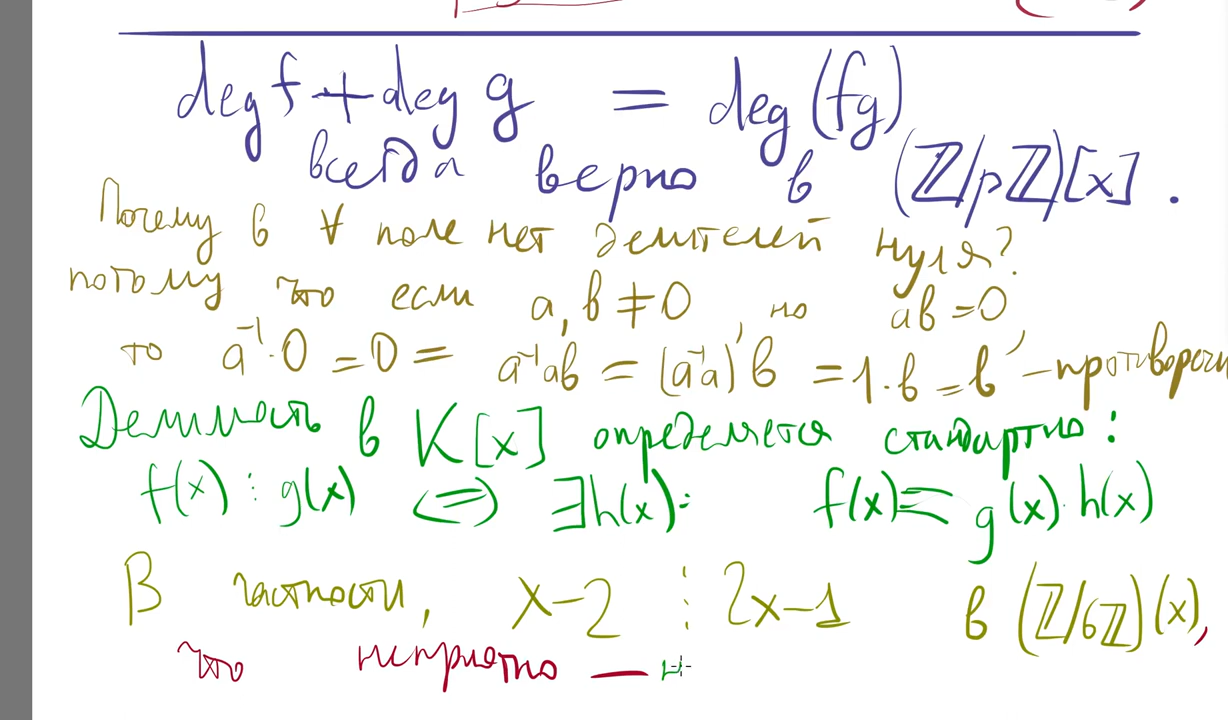 deg f + deg g = deg(fg)
всегда верно в (ℤ/pℤ)[x].
Почему в ∀ поле нет делителей нуля?
потому что если a, b ≠ 0, но ab = 0,
то a⁻¹·0 = 0 = a⁻¹ab = (a⁻¹a)b = 1·b = b – противоречи
Делимость в K[x] определяется стандартно:
f(x) ⋮ g(x) ⇔ ∃h(x): f(x) = g(x)·h(x)
В частности, x–2 ⋮ 2x–1 в (ℤ/6ℤ)(x),
что неприятно —